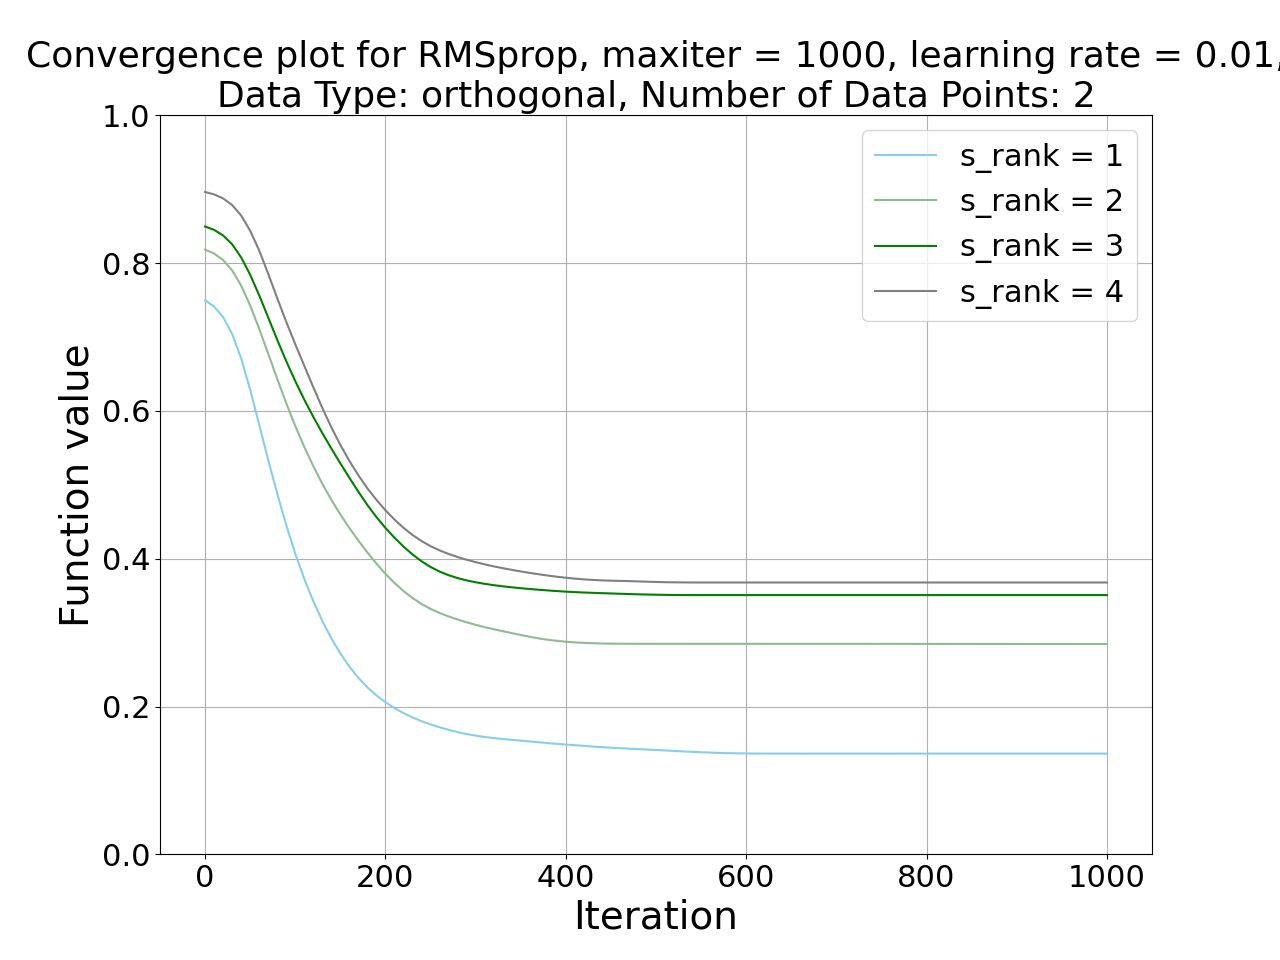 Convergence plot for RMSprop, maxiter = 1000, learning rate = 0.01,
Data Type: orthogonal, Number of Data Points: 2
1.0
0.8
0.6
0.4
0.2
0.0
Function value
s_rank = 1
s_rank = 2
s_rank = 3
s_rank = 4
0 200 400 600 800 1000
Iteration